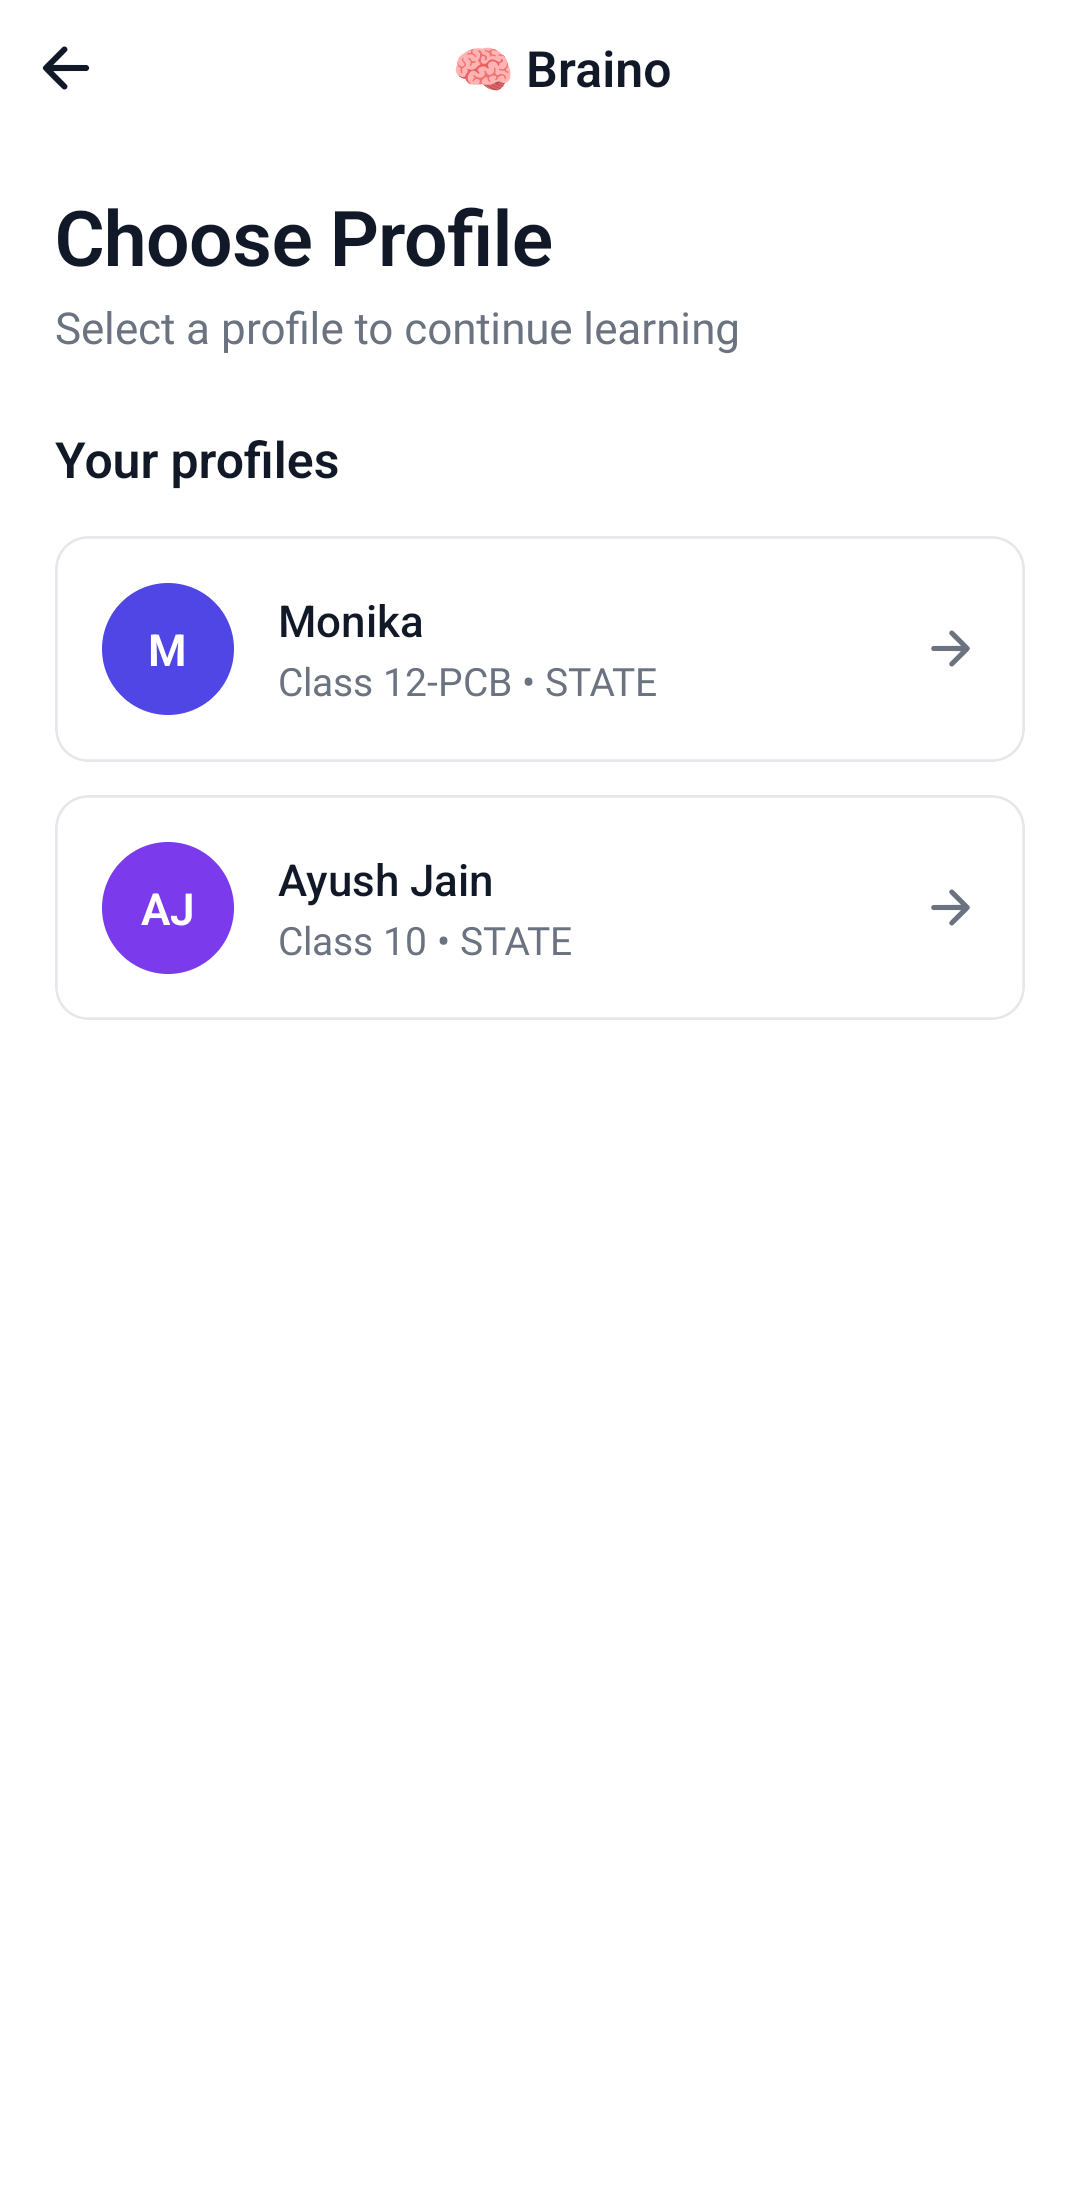 Braino
Choose Profile
Select a profile to continue learning
Your profiles
M
Monika
Class 12-PCB • STATE
AJ
Ayush Jain
Class 10 • STATE